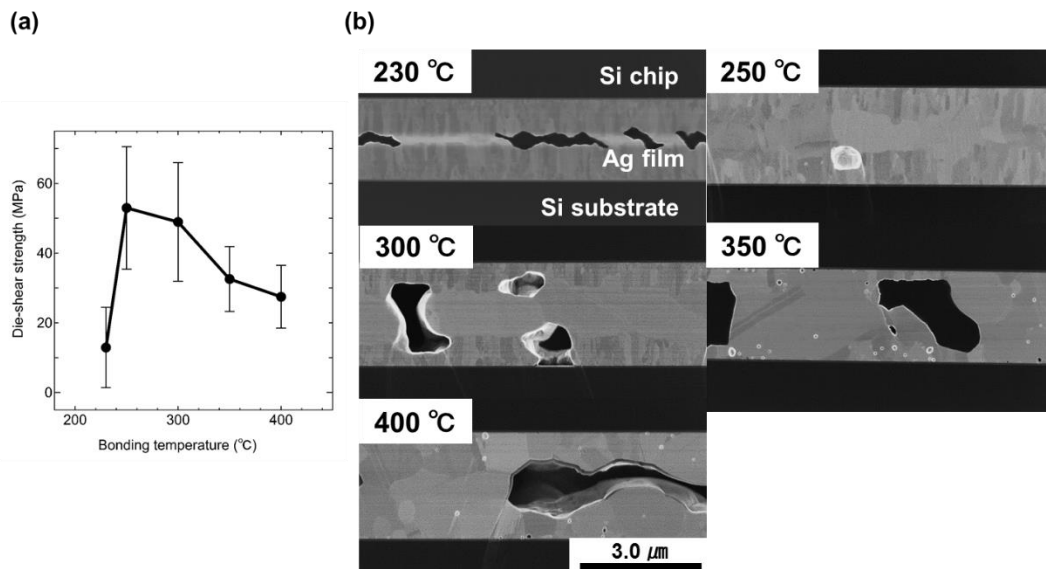 (a)
(b)
Die-shear strength (MPa)
60
40
20
0
200
300
400
Bonding temperature (℃)
230 ℃
Si chip
Ag film
Si substrate
250 ℃
300 ℃
350 ℃
400 ℃
3.0 ㎛